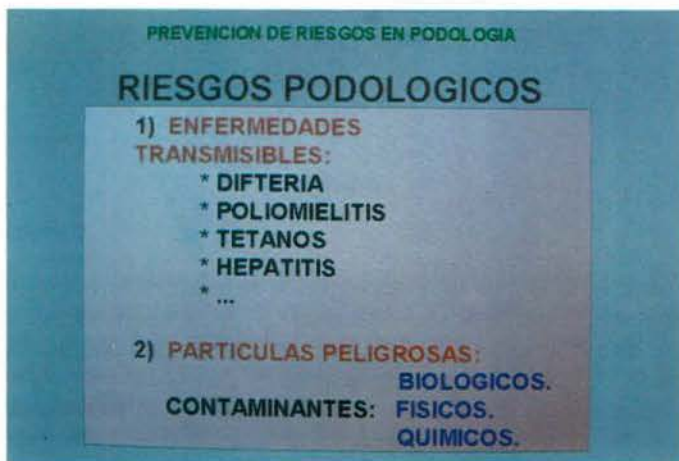 PREVENCION DE RIESGOS EN PODOLOGIA
RIESGOS PODOLOGICOS
1) ENFERMEDADES
TRANSMISIBLES:
* DIFTERIA
* POLIOMIELITIS
* TETANOS
* HEPATITIS
* ...
2) PARTICULAS PELIGROSAS:
BIOLOGICOS.
CONTAMINANTES: FISICOS.
QUIMICOS.